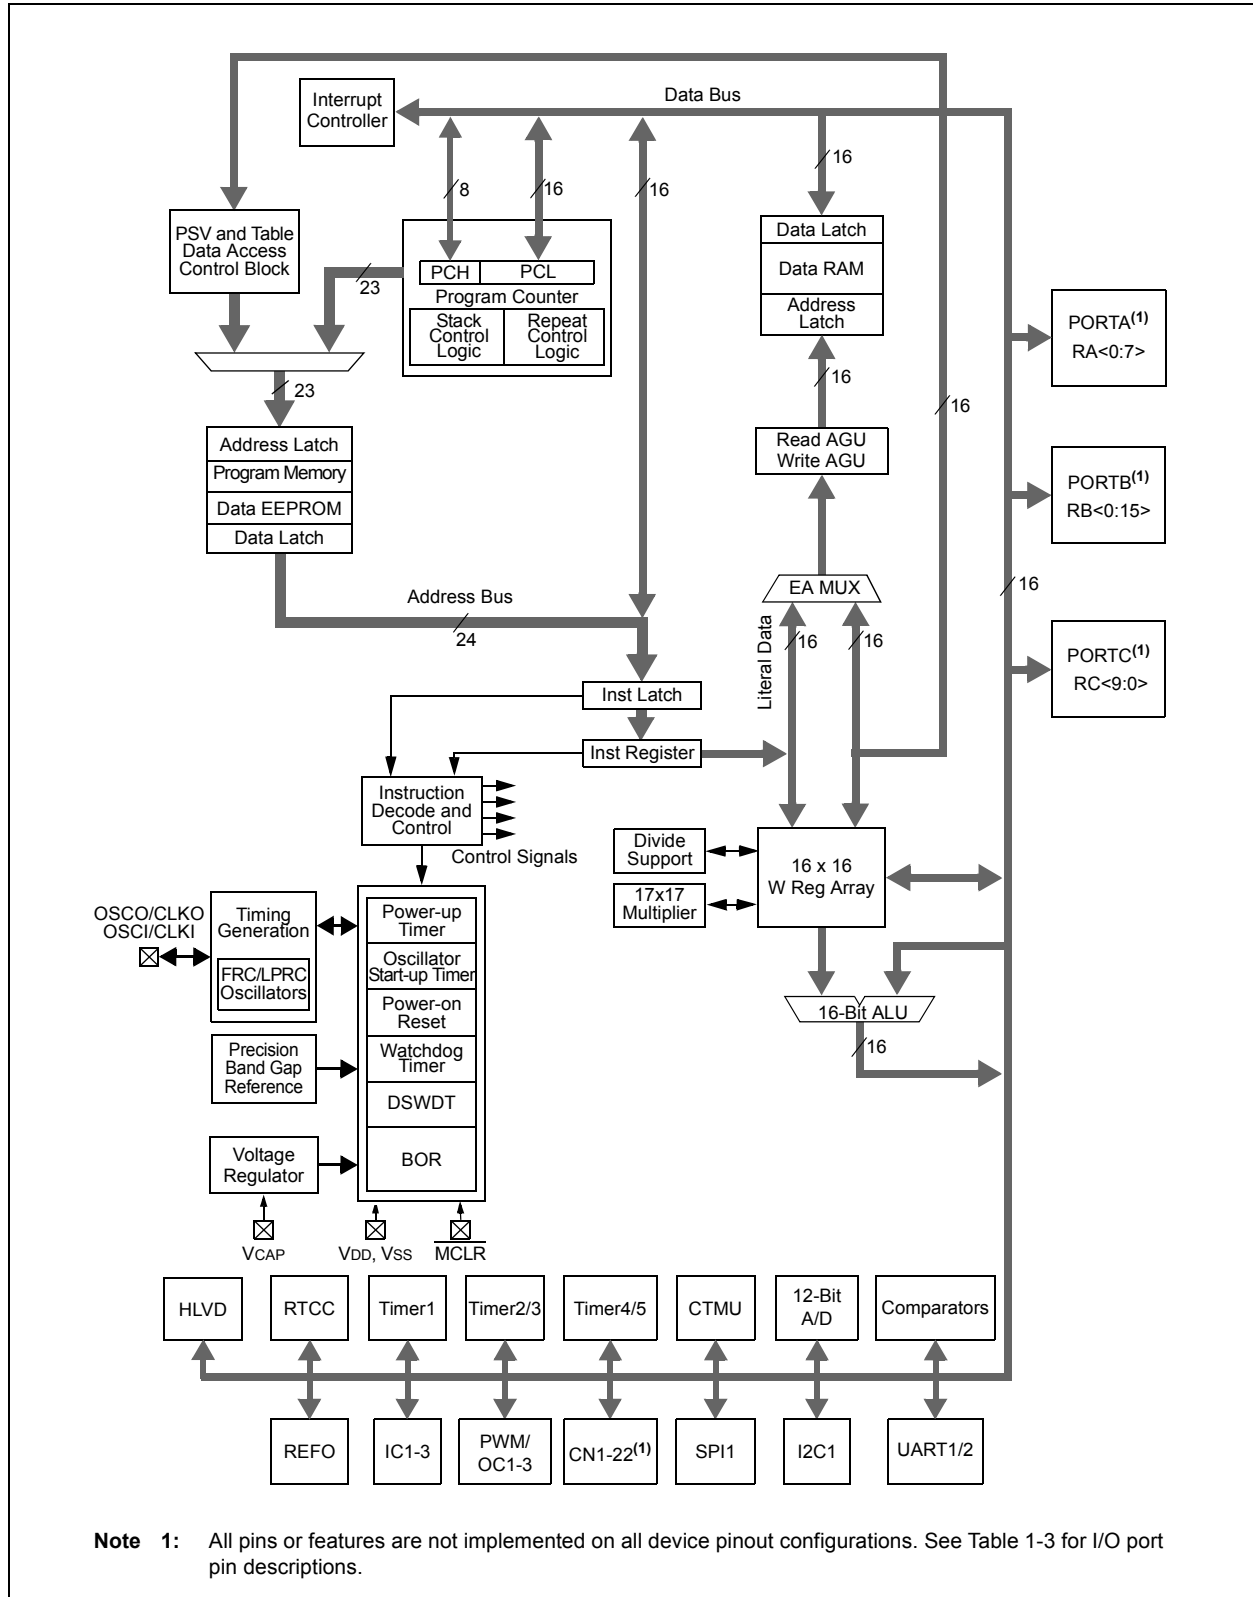 Data Bus
Interrupt
Controller
16
8
16
16
PSV and Table
Data Access
Control Block
Data Latch
Data RAM
Address
Latch
PCH
PCL
23
Program Counter
Stack
Control
Logic
Repeat
Control
Logic
PORTA(1)
RA<0:7>
16
23
16
Address Latch
Program Memory
Data EEPROM
Data Latch
Read AGU
Write AGU
PORTB(1)
RB<0:15>
EA MUX
16
Address Bus
24
Literal Data
16
16
PORTC(1)
RC<9:0>
Inst Latch
Inst Register
Instruction
Decode and
Control
Control Signals
Divide
Support
17x17
Multiplier
16 x 16
W Reg Array
OSCO/CLKO
OSCI/CLKI
Timing
Generation
FRC/LPRC
Oscillators
Power-up
Timer
Oscillator
Start-up Timer
Power-on
Reset
Watchdog
Timer
DSWDT
BOR
16-Bit ALU
16
Precision
Band Gap
Reference
Voltage
Regulator
VCAP
VDD, VSS
MCLR
HLVD
RTCC
Timer1
Timer2/3
Timer4/5
CTMU
12-Bit
A/D
Comparators
REFO
IC1-3
PWM/
OC1-3
CN1-22(1)
SPI1
I2C1
UART1/2
Note 1: All pins or features are not implemented on all device pinout configurations. See Table 1-3 for I/O port
pin descriptions.